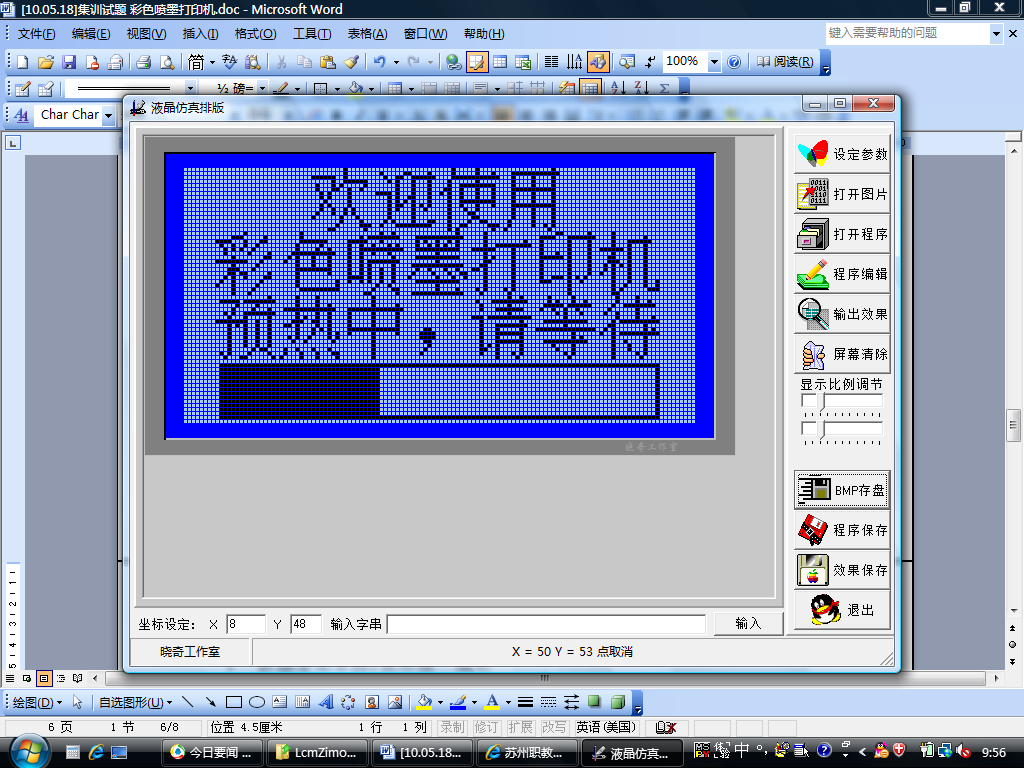 [10.05.18]集训试题 彩色喷墨打印机.doc - Microsoft Word
文件(F) 编辑(E) 视图(V) 插入(I) 格式(O) 工具(T) 表格(A) 窗口(W) 帮助(H) 键入需要帮助的问题
100% 阅读(R)
½ 磅
Char Char
液晶仿真排版
欢迎使用
彩色喷墨打印机
预热中，请等待
晓奇工作室
设定参数
打开图片
打开程序
程序编辑
输出效果
屏幕清除
显示比例调节
BMP存盘
程序保存
效果保存
退出
坐标设定: X 8 Y 48 输入字串 输入
晓奇工作室 X = 50 Y = 53 点取消
绘图(D) 自选图形(U)
6 页 1 节 6/8 位置 4.5厘米 1 行 1 列 录制 修订 扩展 改写 英语(美国)
今日要闻 ... LcmZimo... [10.05.18... 苏州职教... 液晶仿真... 中 9:56